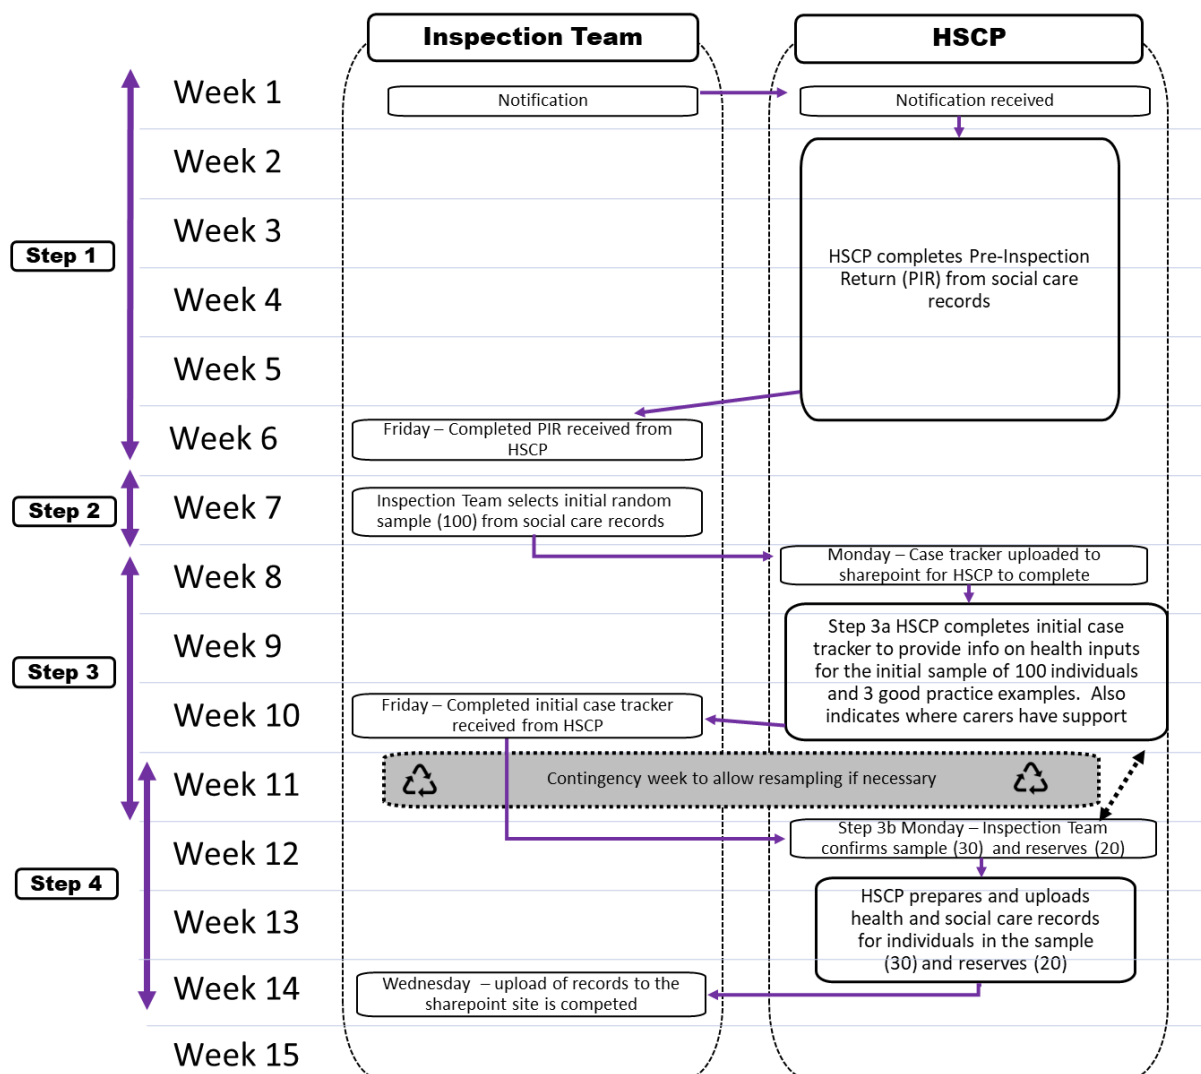 Inspection Team
HSCP
Week 1
Notification
Notification received
Week 2
Week 3
HSCP completes Pre-Inspection
Return (PIR) from social care
records
Step 1
Week 4
Week 5
Week 6
Friday – Completed PIR received from
HSCP
Step 2
Week 7
Inspection Team selects initial random
sample (100) from social care records
Week 8
Monday – Case tracker uploaded to
sharepoint for HSCP to complete
Week 9
Step 3a HSCP completes initial case
tracker to provide info on health inputs
for the initial sample of 100 individuals
and 3 good practice examples.  Also
indicates where carers have support
Step 3
Week 10
Friday – Completed initial case tracker
received from HSCP
Week 11
Contingency week to allow resampling if necessary
Week 12
Step 3b Monday – Inspection Team
confirms sample (30)  and reserves (20)
Step 4
Week 13
HSCP prepares and uploads
health and social care records
for individuals in the sample
(30) and reserves (20)
Week 14
Wednesday  – upload of records to the
sharepoint site is competed
Week 15